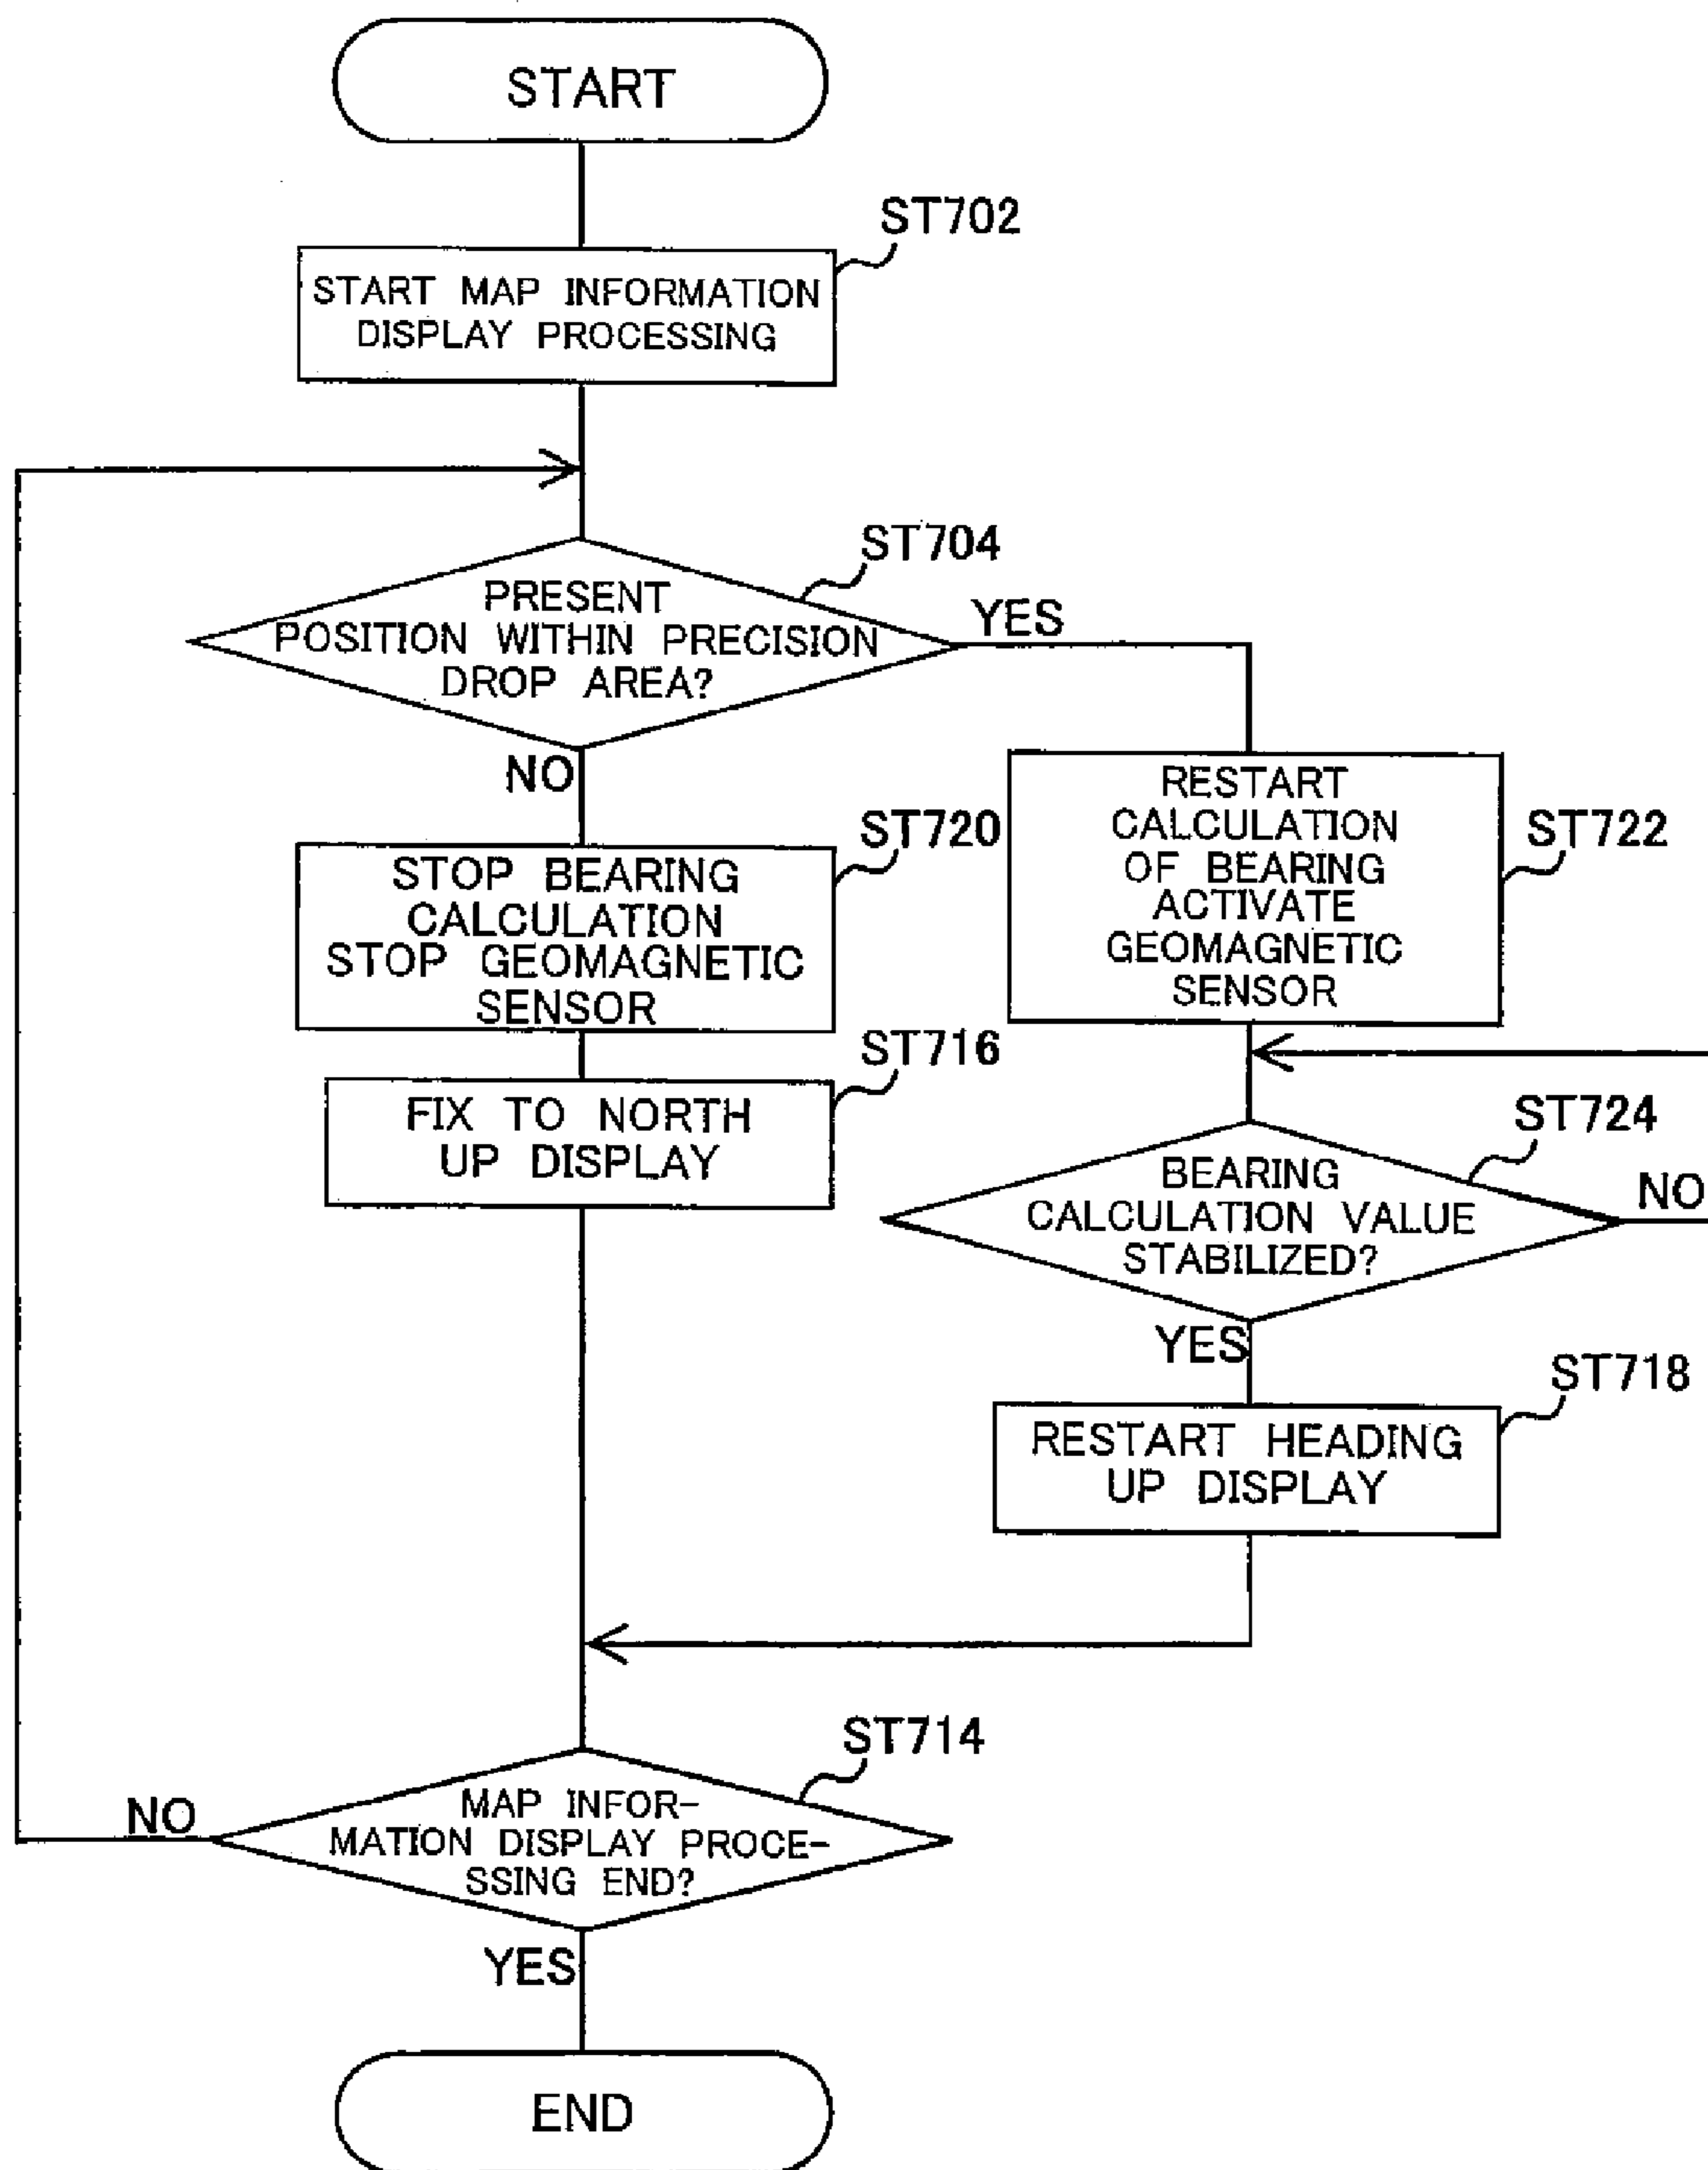 START
ST702
START MAP INFORMATION
DISPLAY PROCESSING
ST704
PRESENT
POSITION WITHIN PRECISION
DROP AREA?
YES
NO
ST720
STOP BEARING
CALCULATION
STOP GEOMAGNETIC
SENSOR
ST722
RESTART
CALCULATION
OF BEARING
ACTIVATE
GEOMAGNETIC
SENSOR
ST716
FIX TO NORTH
UP DISPLAY
ST724
BEARING
CALCULATION VALUE
STABILIZED?
NO
YES
ST718
RESTART HEADING
UP DISPLAY
ST714
MAP INFOR-
MATION DISPLAY PROCE-
SSING END?
NO
YES
END